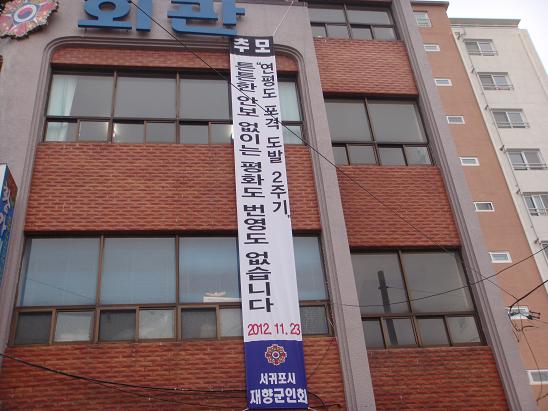 회관
추모
"연평도 포격 도발 2주기,
튼튼한 안보 없이는 평화도 번영도 없습니다
2012. 11. 23
서귀포시
재향군인회